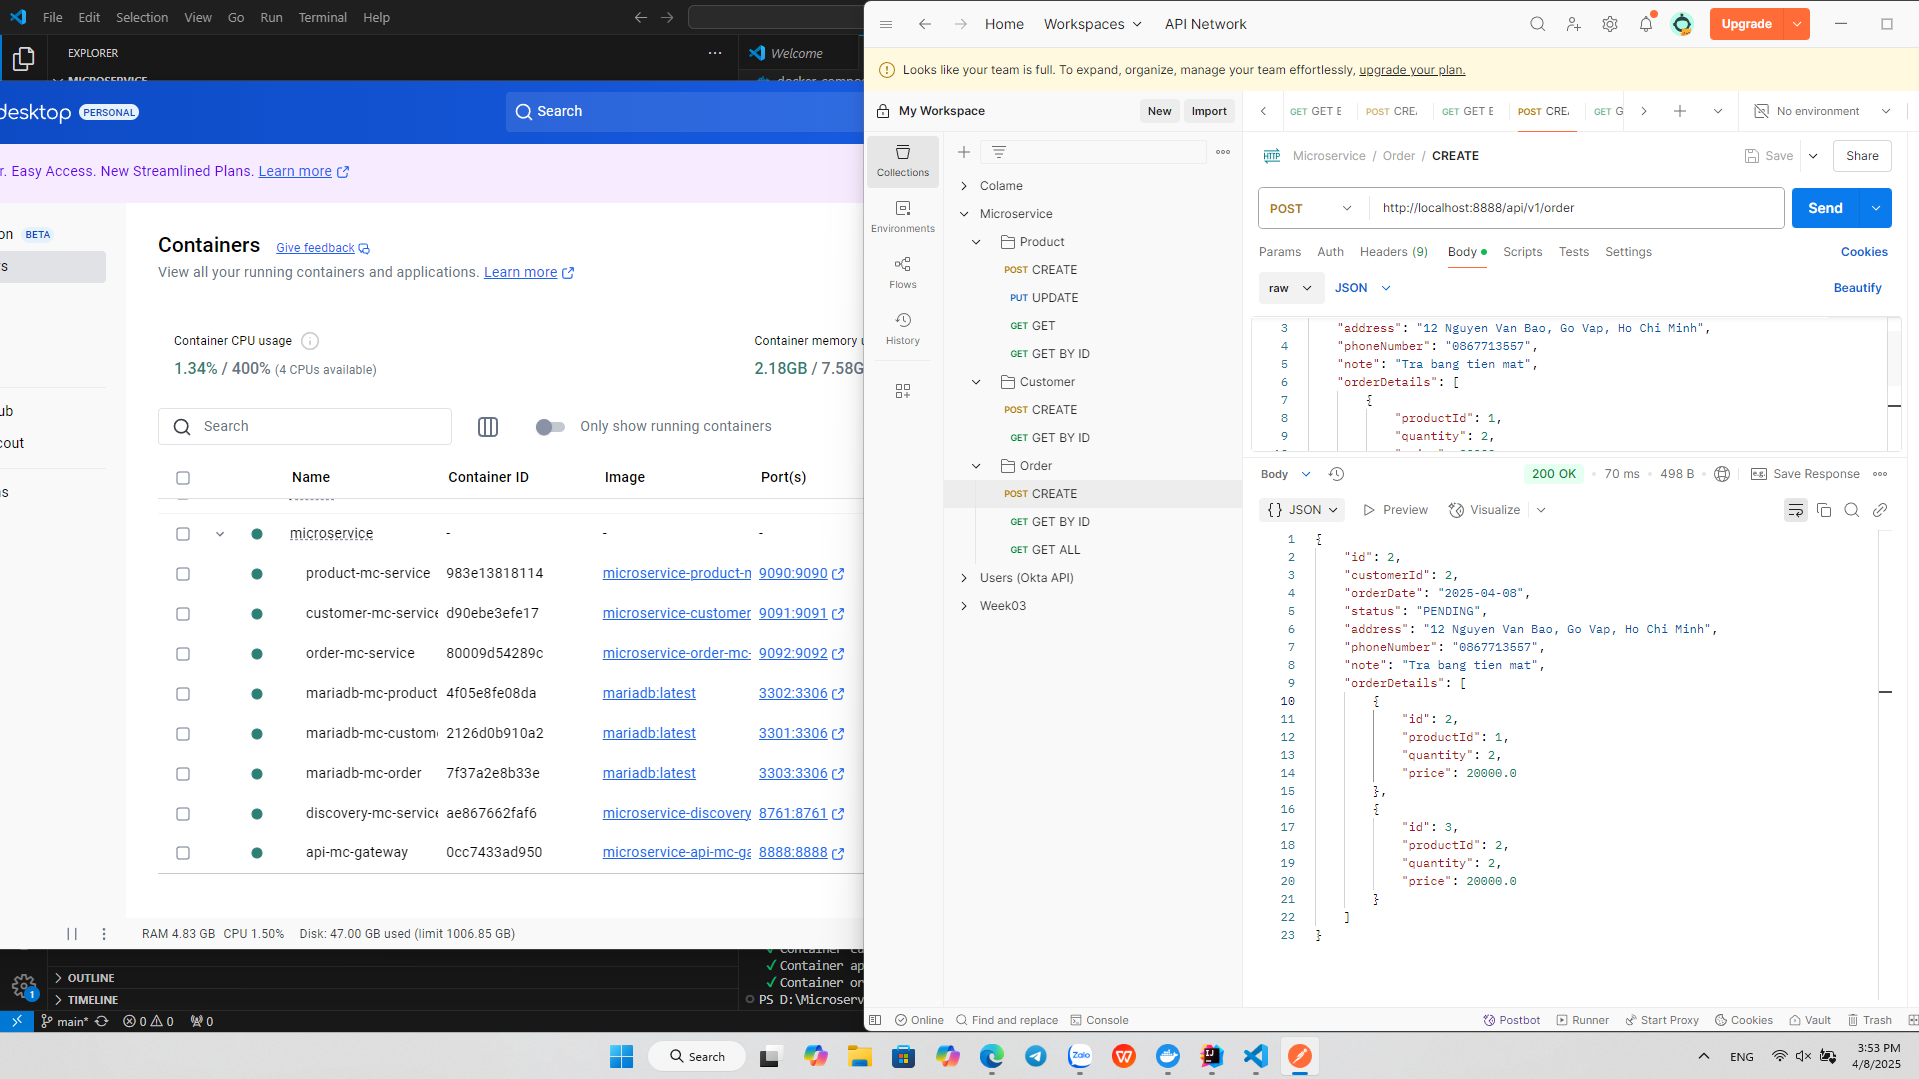 File Edit Selection View Go Run Terminal Help
EXPLORER
Welcome
desktop PERSONAL
Search
r. Easy Access. New Streamlined Plans. Learn more
on BETA
rs
ub
cout
ns
Containers Give feedback
View all your running containers and applications. Learn more
Container CPU usage
1.34% / 400% (4 CPUs available)
Container memory u
2.18GB / 7.58G
Search
Only show running containers
Name Container ID Image Port(s)
microservice - - -
product-mc-service 983e13818114 microservice-product-m 9090:9090
customer-mc-service d90ebe3efe17 microservice-customer 9091:9091
order-mc-service 80009d54289c microservice-order-mc- 9092:9092
mariadb-mc-product 4f05e8fe08da mariadb:latest 3302:3306
mariadb-mc-custom 2126d0b910a2 mariadb:latest 3301:3306
mariadb-mc-order 7f37a2e8b33e mariadb:latest 3303:3306
discovery-mc-service ae867662faf6 microservice-discovery 8761:8761
api-mc-gateway 0cc7433ad950 microservice-api-mc-ga 8888:8888
RAM 4.83 GB CPU 1.50% Disk: 47.00 GB used (limit 1006.85 GB)
OUTLINE
TIMELINE
Container ap
Container or
PS D:\Microserv
main* 0 0 0
Home Workspaces API Network
Upgrade
Looks like your team is full. To expand, organize, manage your team effortlessly, upgrade your plan.
My Workspace New Import
Collections
Environments
Flows
History
Colame
Microservice
Product
POST CREATE
PUT UPDATE
GET GET
GET GET BY ID
Customer
POST CREATE
GET GET BY ID
Order
POST CREATE
GET GET BY ID
GET GET ALL
Users (Okta API)
Week03
GET GET E POST CREA GET GET E POST CREA GET G
No environment
HTTP Microservice / Order / CREATE
Save Share
POST http://localhost:8888/api/v1/order
Send
Params Auth Headers (9) Body Scripts Tests Settings Cookies
raw JSON Beautify
3 "address": "12 Nguyen Van Bao, Go Vap, Ho Chi Minh",
4 "phoneNumber": "0867713557",
5 "note": "Tra bang tien mat",
6 "orderDetails": [
7 {
8 "productId": 1,
9 "quantity": 2,
Body 200 OK 70 ms 498 B Save Response
{} JSON Preview Visualize
1 {
2 "id": 2,
3 "customerId": 2,
4 "orderDate": "2025-04-08",
5 "status": "PENDING",
6 "address": "12 Nguyen Van Bao, Go Vap, Ho Chi Minh",
7 "phoneNumber": "0867713557",
8 "note": "Tra bang tien mat",
9 "orderDetails": [
10 {
11 "id": 2,
12 "productId": 1,
13 "quantity": 2,
14 "price": 20000.0
15 },
16 {
17 "id": 3,
18 "productId": 2,
19 "quantity": 2,
20 "price": 20000.0
21 }
22 ]
23 }
Online Find and replace Console
Postbot Runner Start Proxy Cookies Vault Trash
Search
Zalo
ENG
3:53 PM
4/8/2025